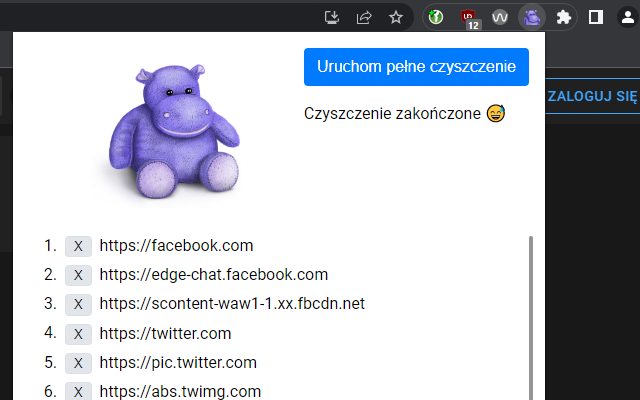 12
ZALOGUJ SIĘ
Uruchom pełne czyszczenie
Czyszczenie zakończone 😅
1. X https://facebook.com
2. X https://edge-chat.facebook.com
3. X https://scontent-waw1-1.xx.fbcdn.net
4. X https://twitter.com
5. X https://pic.twitter.com
6. X https://abs.twimg.com